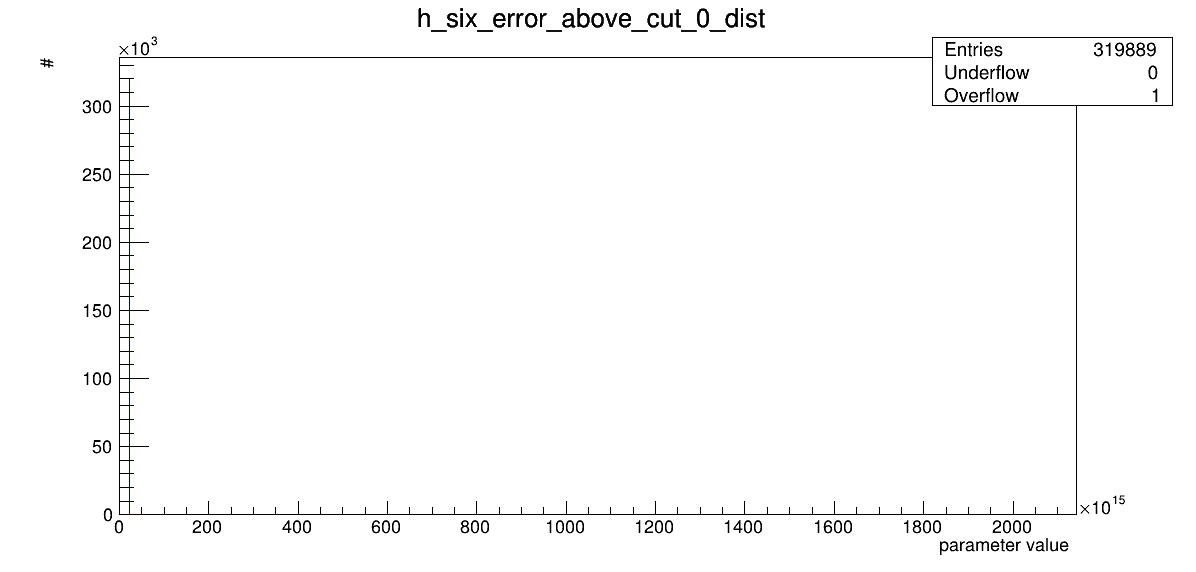 h_six_error_above_cut_0_dist
×10³
#
Entries 319889
Underflow 0
Overflow 1
300
250
200
150
100
50
0
0 200 400 600 800 1000 1200 1400 1600 1800 2000 ×10¹⁵
parameter value